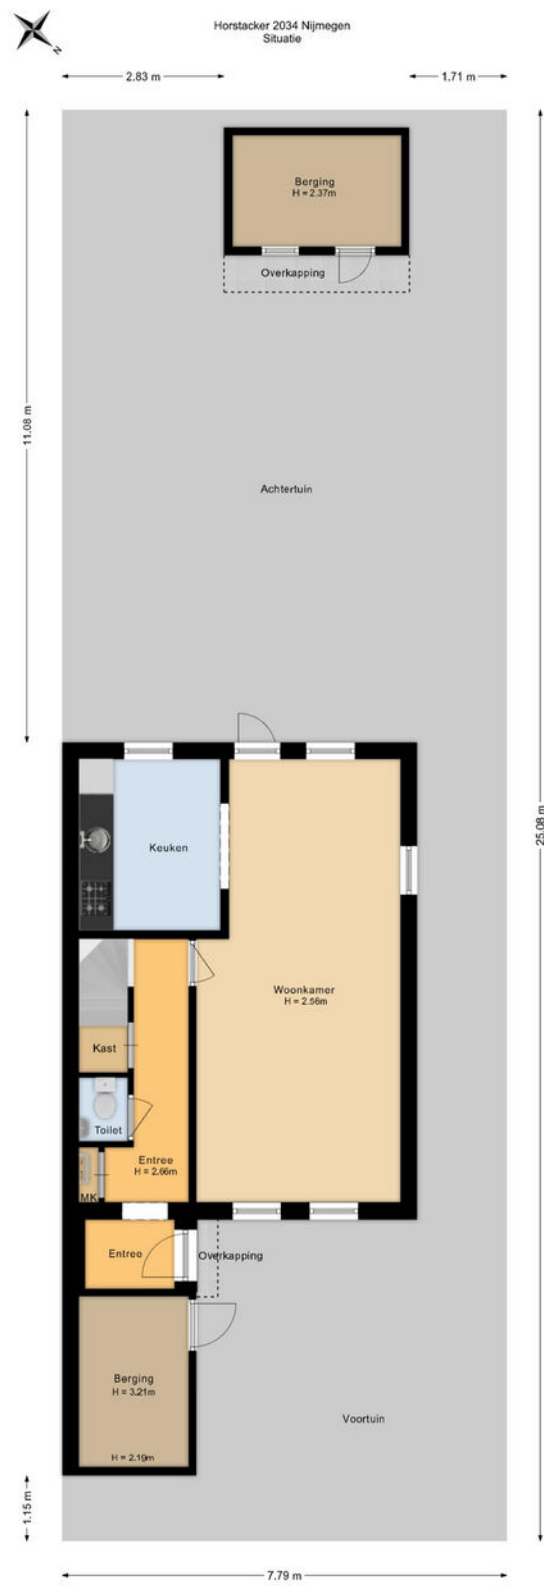 Horstacker 2034 Nijmegen
Situatie
N
2.83 m
1.71 m
Berging
H = 2.37m
Overkapping
11.08 m
Achtertuin
25.08 m
Keuken
Woonkamer
H = 2.56m
Kast
Toilet
Entree
H = 2.66m
MK
Entree
Overkapping
Berging
H = 3.21m
Voortuin
H = 2.19m
1.15 m
7.79 m